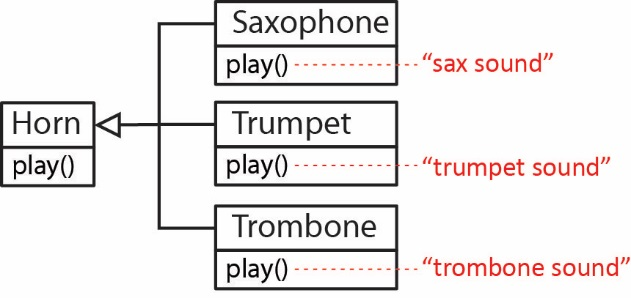 Saxophone
play() “sax sound”
Horn
play()
Trumpet
play() “trumpet sound”
Trombone
play() “trombone sound”